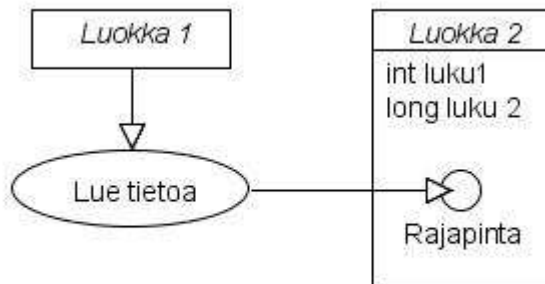 Luokka 1
Luokka 2
int luku1
long luku 2
Lue tietoa
Rajapinta